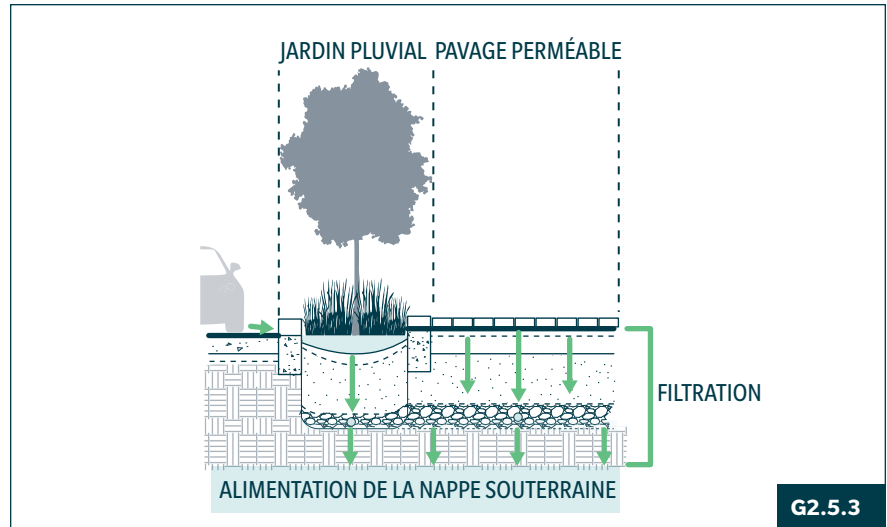 JARDIN PLUVIAL PAVAGE PERMÉABLE
FILTRATION
ALIMENTATION DE LA NAPPE SOUTERRAINE
G2.5.3